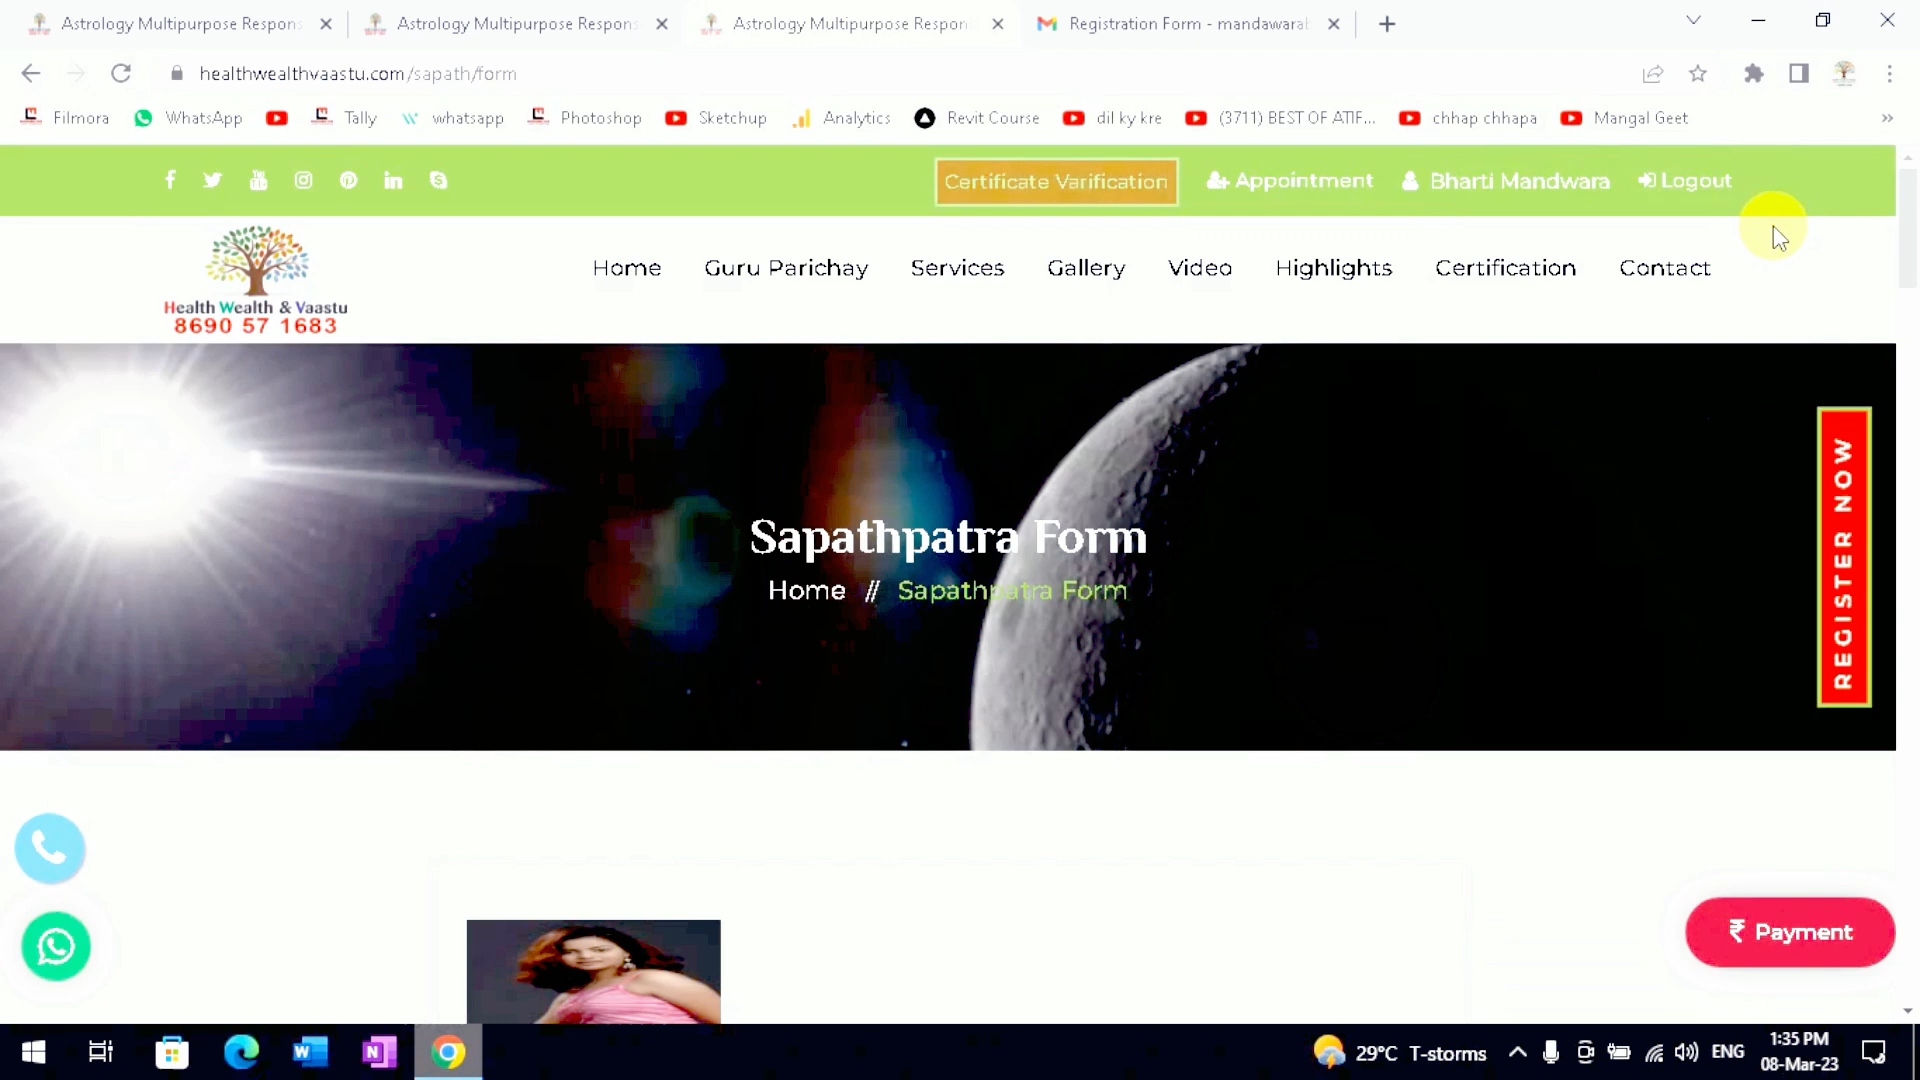 Astrology Multipurpose Respons
Astrology Multipurpose Respons
Astrology Multipurpose Respon
Registration Form - mandawarab
healthwealthvaastu.com/sapath/form
Filmora
WhatsApp
Tally
whatsapp
Photoshop
Sketchup
Analytics
Revit Course
dil ky kre
(3711) BEST OF ATIF...
chhap chhapa
Mangal Geet
Certificate Varification
Appointment
Bharti Mandwara
Logout
Health Wealth & Vaastu
8690 57 1683
Home
Guru Parichay
Services
Gallery
Video
Highlights
Certification
Contact
Sapathpatra Form
Home // Sapathpatra Form
REGISTER NOW
₹ Payment
29°C T-storms
ENG
1:35 PM
08-Mar-23